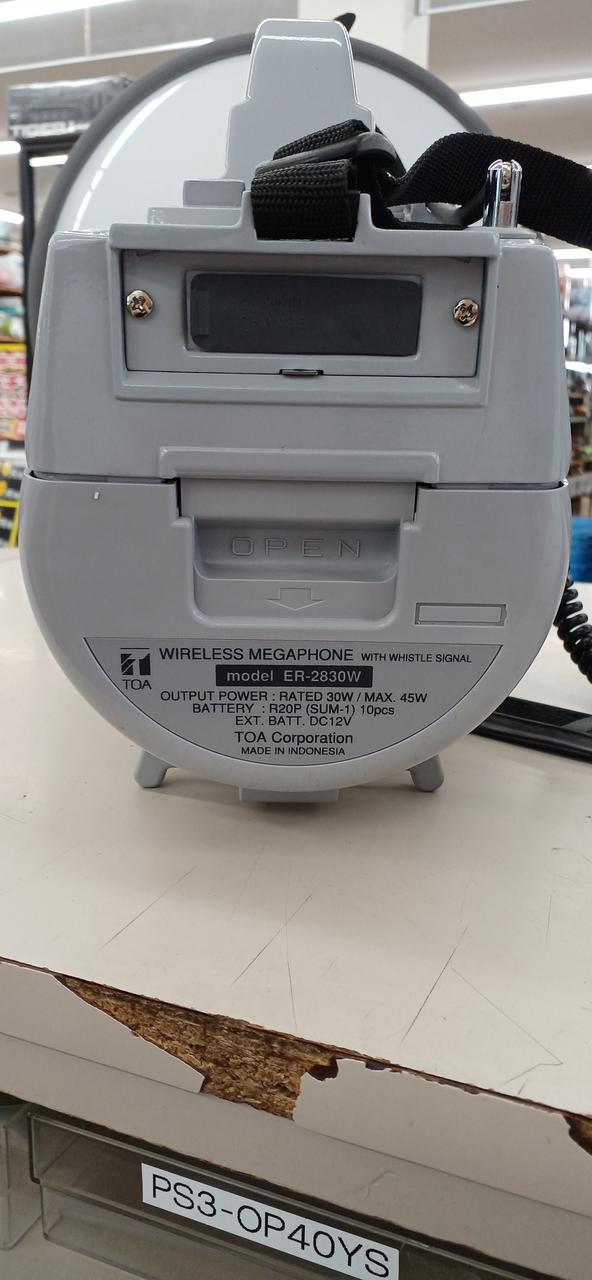 OPEN
TOA
WIRELESS MEGAPHONE WITH WHISTLE SIGNAL
model ER-2830W
OUTPUT POWER : RATED 30W / MAX. 45W
BATTERY : R20P (SUM-1) 10pcs
EXT. BATT. DC12V
TOA Corporation
MADE IN INDONESIA
PS3-OP40YS